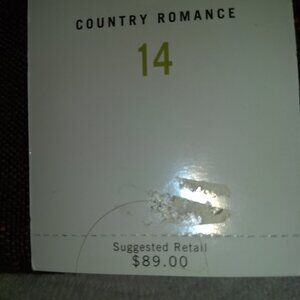 COUNTRY ROMANCE
14
Suggested Retail
$89.00